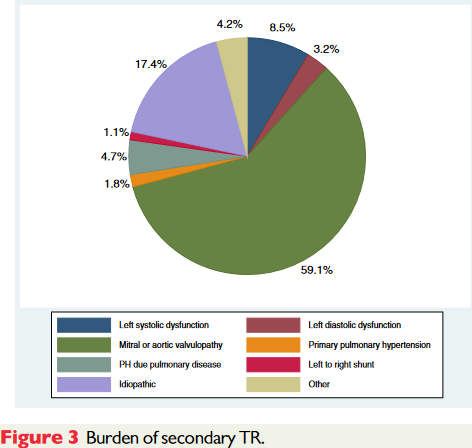 4.2%
8.5%
3.2%
17.4%
1.1%
4.7%
1.8%
59.1%
Left systolic dysfunction
Left diastolic dysfunction
Mitral or aortic valvulopathy
Primary pulmonary hypertension
PH due pulmonary disease
Left to right shunt
Idiopathic
Other
Figure 3 Burden of secondary TR.